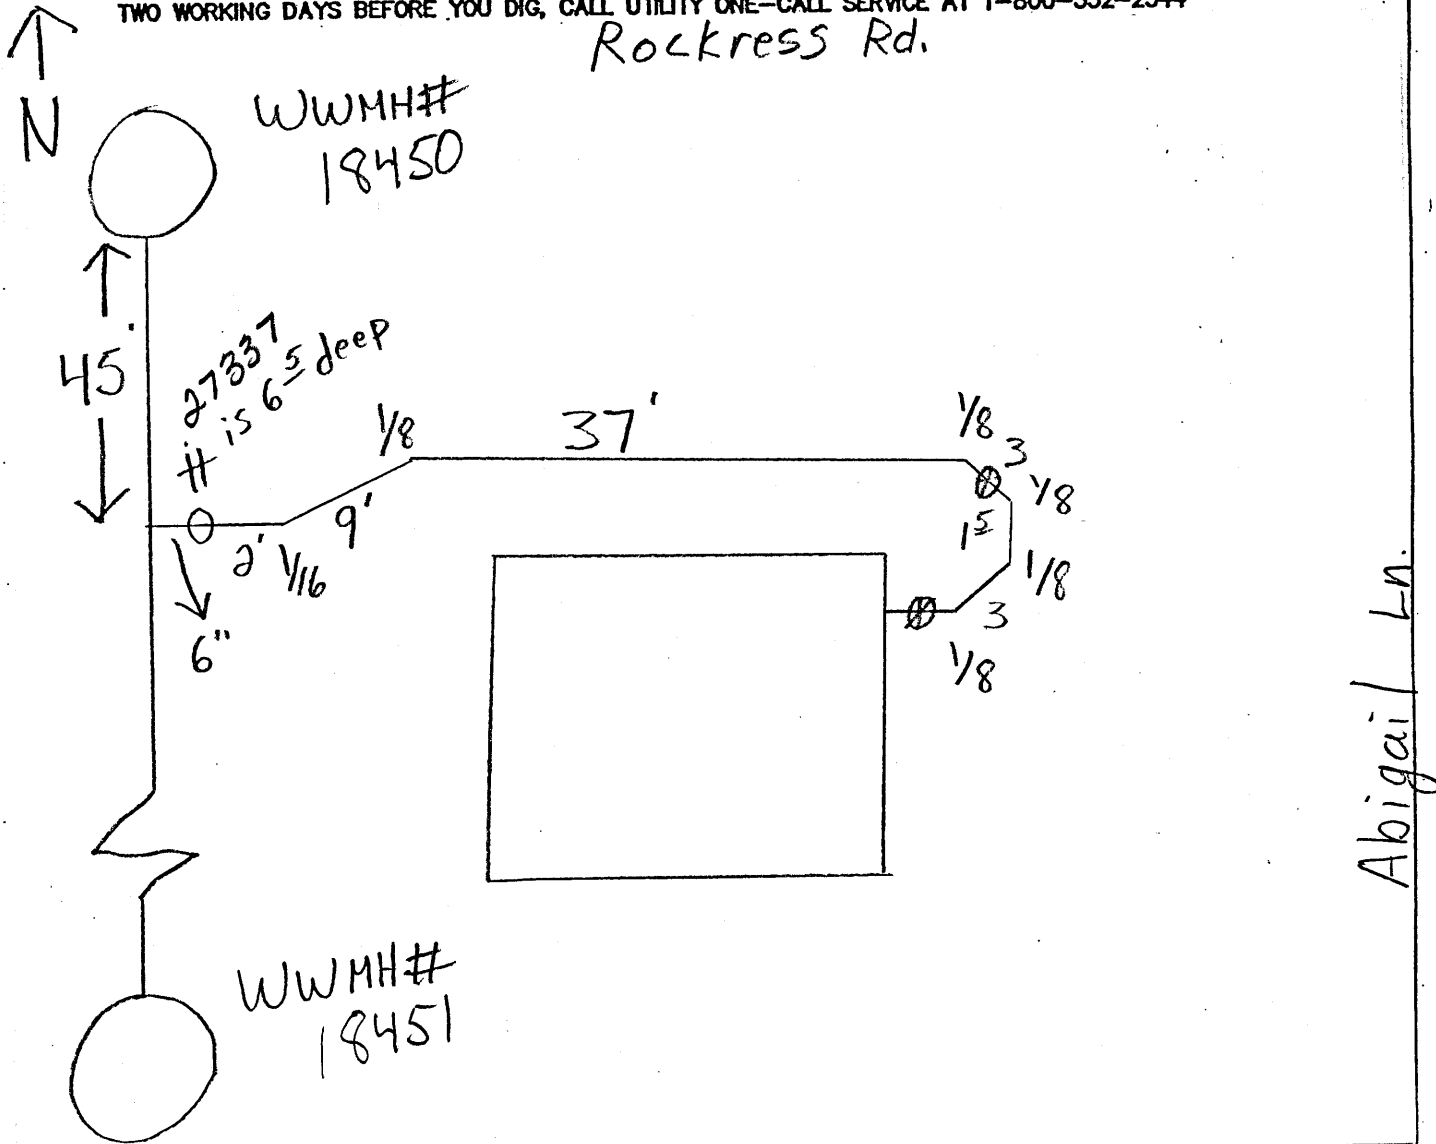 TWO WORKING DAYS BEFORE YOU DIG, CALL UTILITY ONE-CALL SERVICE AT
Rockress Rd.
N
WWMH#
18450
45'
# 27337
is 6 5 deep
1/8
37'
1/8
3
1/8
1 5
1/8
3
1/8
9'
2'
1/16
6"
Abigail Ln.
WWMH#
18451